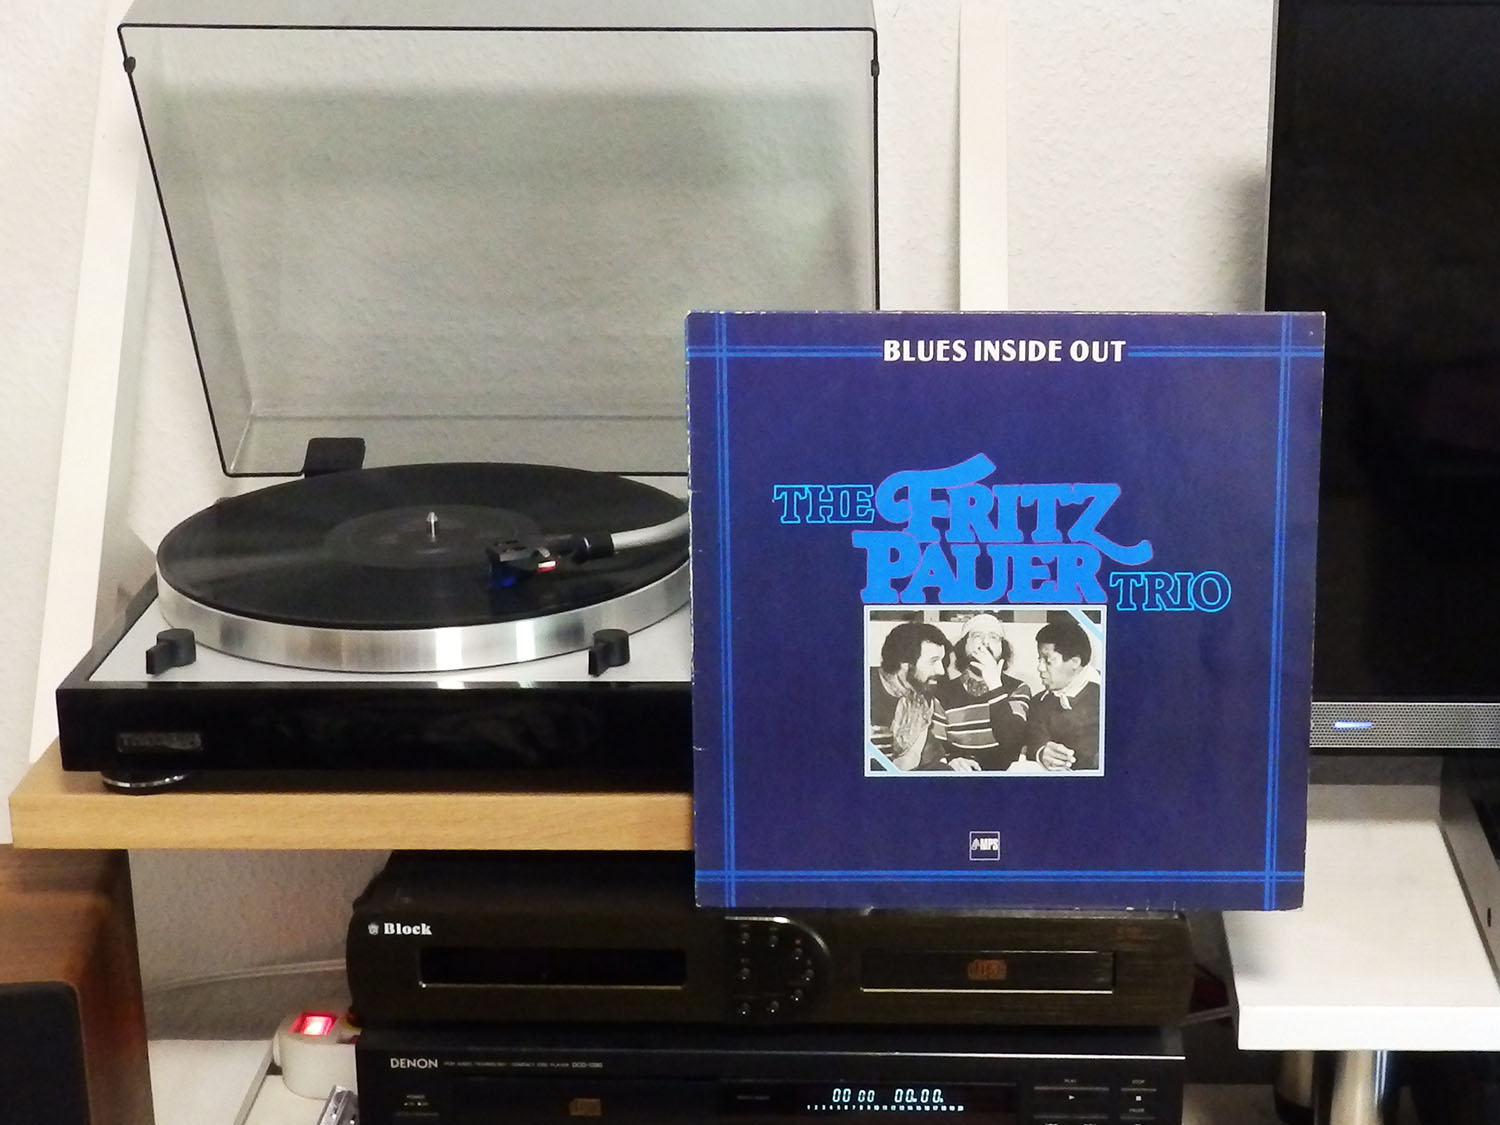 BLUES INSIDE OUT
THE FRITZ
PAUER TRIO
MPS
Block
DENON
00 00 00.00.